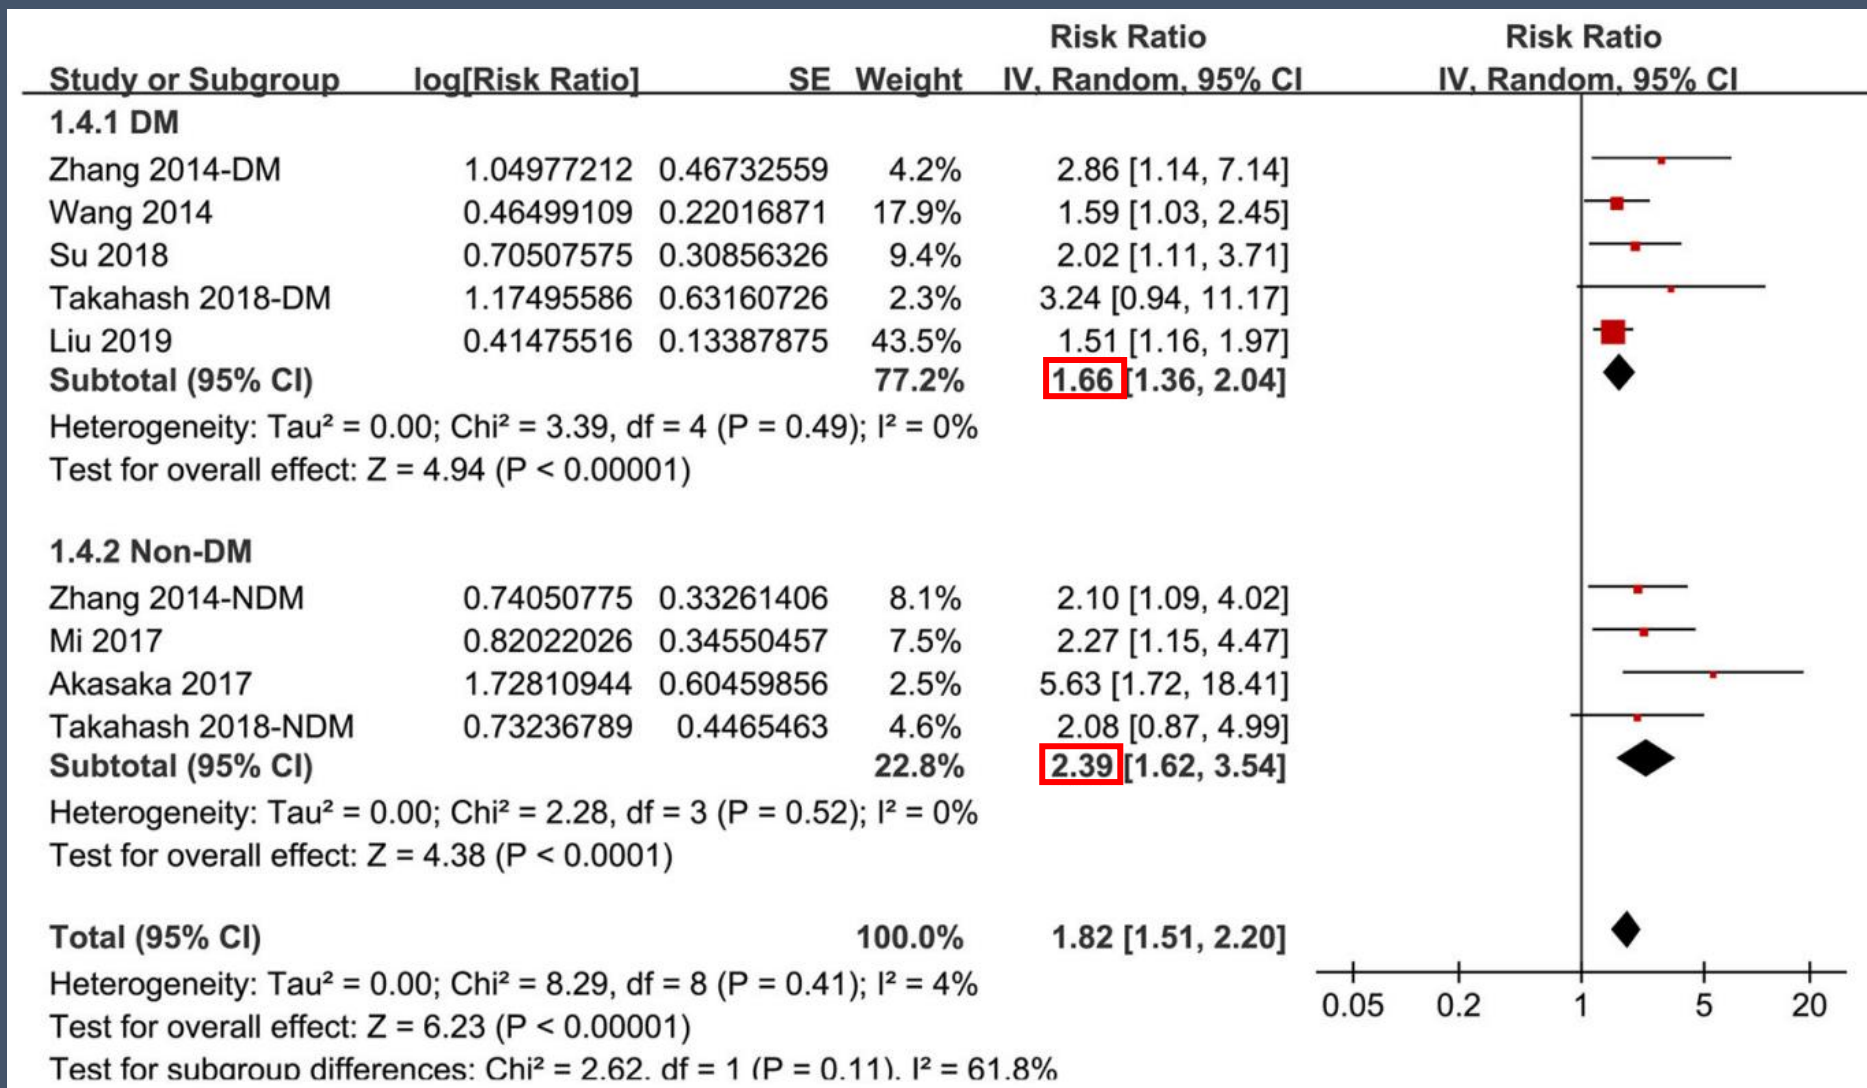 Risk Ratio Risk Ratio
Study or Subgroup log[Risk Ratio] SE Weight IV, Random, 95% CI IV, Random, 95% CI
1.4.1 DM
Zhang 2014-DM 1.04977212 0.46732559 4.2% 2.86 [1.14, 7.14]
Wang 2014 0.46499109 0.22016871 17.9% 1.59 [1.03, 2.45]
Su 2018 0.70507575 0.30856326 9.4% 2.02 [1.11, 3.71]
Takahash 2018-DM 1.17495586 0.63160726 2.3% 3.24 [0.94, 11.17]
Liu 2019 0.41475516 0.13387875 43.5% 1.51 [1.16, 1.97]
Subtotal (95% CI) 77.2% 1.66 [1.36, 2.04]
Heterogeneity: Tau² = 0.00; Chi² = 3.39, df = 4 (P = 0.49); I² = 0%
Test for overall effect: Z = 4.94 (P < 0.00001)
1.4.2 Non-DM
Zhang 2014-NDM 0.74050775 0.33261406 8.1% 2.10 [1.09, 4.02]
Mi 2017 0.82022026 0.34550457 7.5% 2.27 [1.15, 4.47]
Akasaka 2017 1.72810944 0.60459856 2.5% 5.63 [1.72, 18.41]
Takahash 2018-NDM 0.73236789 0.4465463 4.6% 2.08 [0.87, 4.99]
Subtotal (95% CI) 22.8% 2.39 [1.62, 3.54]
Heterogeneity: Tau² = 0.00; Chi² = 2.28, df = 3 (P = 0.52); I² = 0%
Test for overall effect: Z = 4.38 (P < 0.0001)
Total (95% CI) 100.0% 1.82 [1.51, 2.20]
Heterogeneity: Tau² = 0.00; Chi² = 8.29, df = 8 (P = 0.41); I² = 4%
0.05 0.2 1 5 20
Test for overall effect: Z = 6.23 (P < 0.00001)
Test for subgroup differences: Chi² = 2.62, df = 1 (P = 0.11), I² = 61.8%